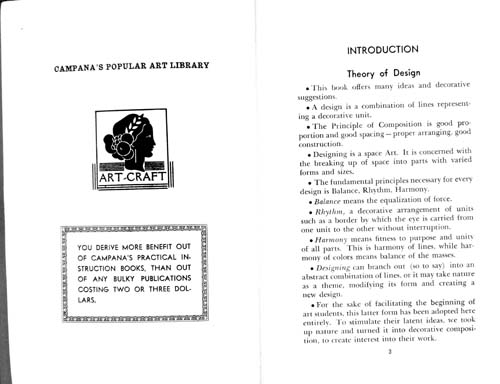 CAMPANA'S POPULAR ART LIBRARY
ART-CRAFT
YOU DERIVE MORE BENEFIT OUT
OF CAMPANA'S PRACTICAL IN-
STRUCTION BOOKS, THAN OUT
OF ANY BULKY PUBLICATIONS
COSTING TWO OR THREE DOL-
LARS.
INTRODUCTION
Theory of Design
• This book offers many ideas and decorative
suggestions.
• A design is a combination of lines represent-
ing a decorative unit.
• The Principle of Composition is good pro-
portion and good spacing — proper arranging, good
construction.
• Designing is a space Art. It is concerned with
the breaking up of space into parts with varied
forms and sizes.
• The fundamental principles necessary for every
design is Balance, Rhythm, Harmony.
• Balance means the equalization of force.
• Rhythm, a decorative arrangement of units
such as a border by which the eye is carried from
one unit to the other without interruption.
• Harmony means fitness to purpose and units
of all parts. This is harmony of lines, while har-
mony of colors means balance of the masses.
• Designing can branch out (so to say) into an
abstract combination of lines, or it may take nature
as a theme, modifying its form and creating a
new design.
• For the sake of facilitating the beginning of
art students, this latter form has been adopted here
entirely. To stimulate their latent ideas, we took
up nature and turned it into decorative composi-
tion, to create interest into their work.
3